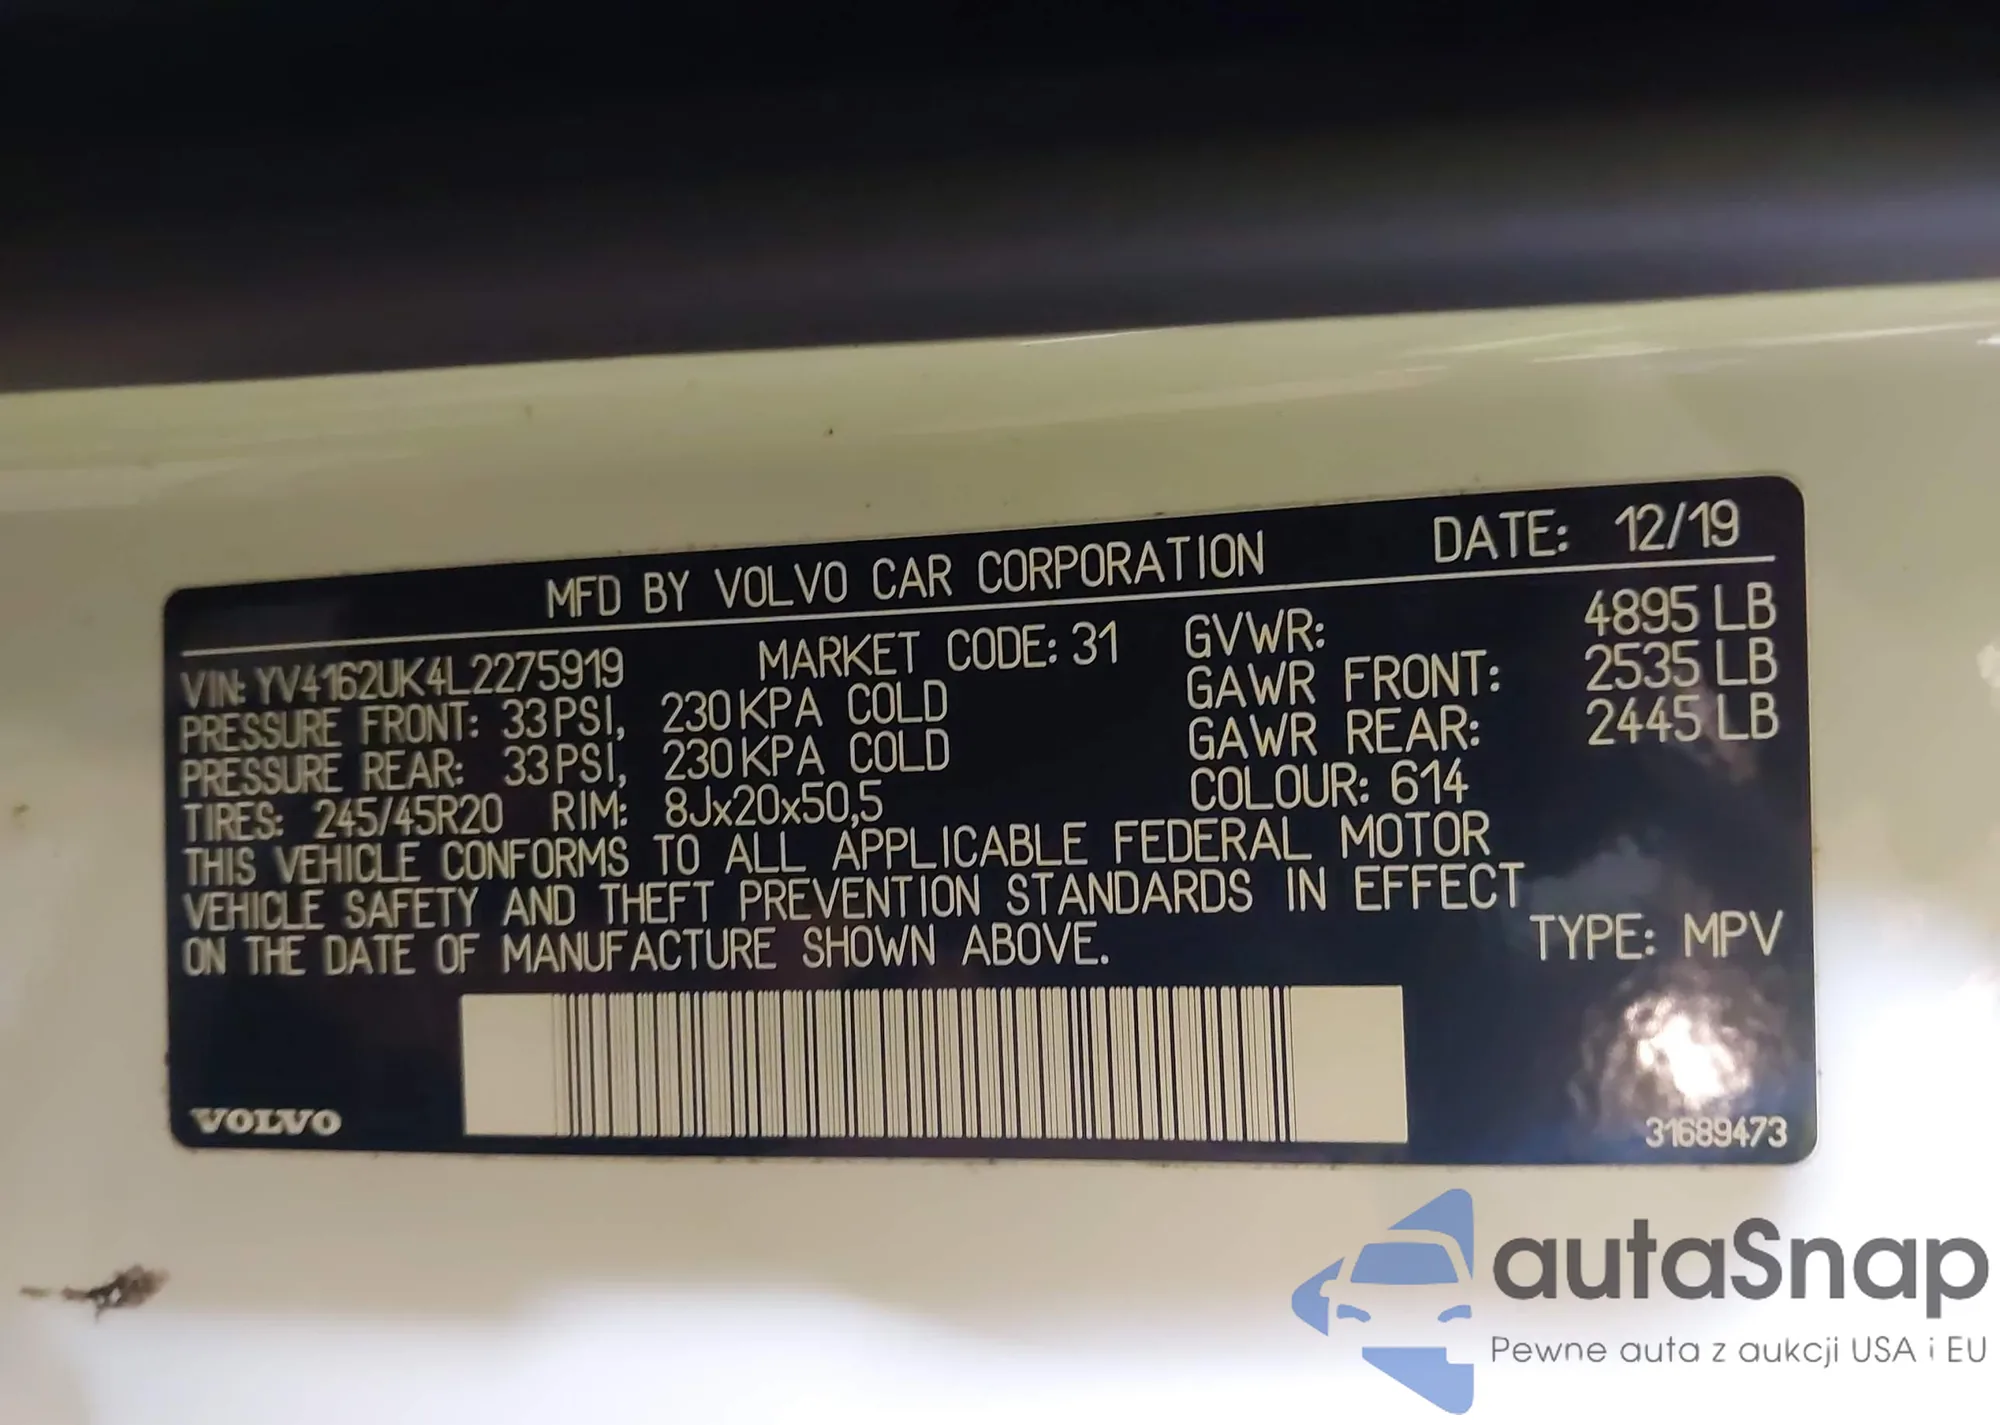 MFD BY VOLVO CAR CORPORATION DATE: 12/19
VIN: YV4162UK4L2275919 MARKET CODE: 31 GVWR: 4895 LB
PRESSURE FRONT: 33 PSI, 230 KPA COLD GAWR FRONT: 2535 LB
PRESSURE REAR: 33 PSI, 230 KPA COLD GAWR REAR: 2445 LB
TIRES: 245/45R20 RIM: 8Jx20x50,5 COLOUR: 614
THIS VEHICLE CONFORMS TO ALL APPLICABLE FEDERAL MOTOR
VEHICLE SAFETY AND THEFT PREVENTION STANDARDS IN EFFECT
ON THE DATE OF MANUFACTURE SHOWN ABOVE. TYPE: MPV
VOLVO 31689473
autaSnap
Pewne auta z aukcji USA i EU